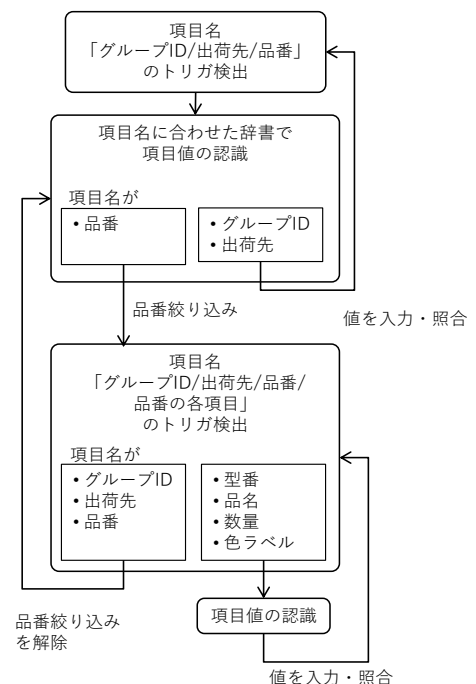 項目名
「グループID/出荷先/品番」
のトリガ検出
項目名に合わせた辞書で
項目値の認識
項目名が
• 品番
• グループID
• 出荷先
品番絞り込み
値を入力・照合
項目名
「グループID/出荷先/品番/
品番の各項目」
のトリガ検出
項目名が
• グループID
• 出荷先
• 品番
• 型番
• 品名
• 数量
• 色ラベル
品番絞り込み
を解除
項目値の認識
値を入力・照合